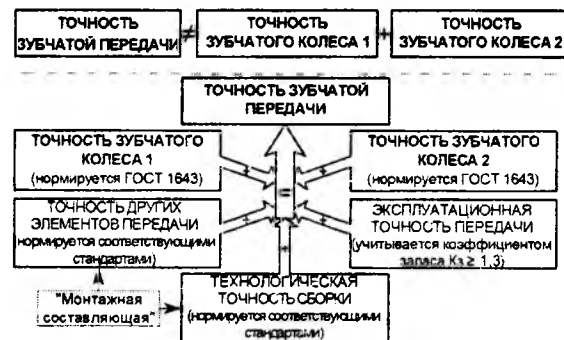 ТОЧНОСТЬ
ЗУБЧАТОЙ ПЕРЕДАЧИ
≠
ТОЧНОСТЬ
ЗУБЧАТОГО КОЛЕСА 1
+
ТОЧНОСТЬ
ЗУБЧАТОГО КОЛЕСА 2
ТОЧНОСТЬ ЗУБЧАТОЙ
ПЕРЕДАЧИ
ТОЧНОСТЬ ЗУБЧАТОГО
КОЛЕСА 1
(нормируется ГОСТ 1643)
ТОЧНОСТЬ ЗУБЧАТОГО
КОЛЕСА 2
(нормируется ГОСТ 1643)
=
ТОЧНОСТЬ ДРУГИХ
ЭЛЕМЕНТОВ ПЕРЕДАЧИ
(нормируется соответствующими
стандартами)
ЭКСПЛУАТАЦИОННАЯ
ТОЧНОСТЬ ПЕРЕДАЧИ
(учитывается коэффициентом
запаса Кз ≥ 1,3)
"Монтажная
составляющая"
ТЕХНОЛОГИЧЕСКАЯ
ТОЧНОСТЬ СБОРКИ
(нормируется соответствующими
стандартами)